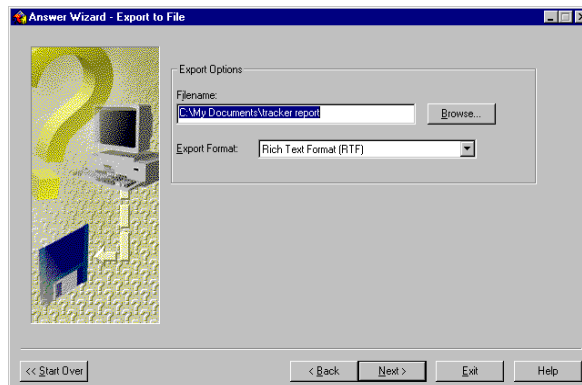 Answer Wizard - Export to File
Export Options
Filename:
C:\My Documents\tracker report
Browse...
Export Format:
Rich Text Format (RTF)
<< Start Over
< Back
Next >
Exit
Help